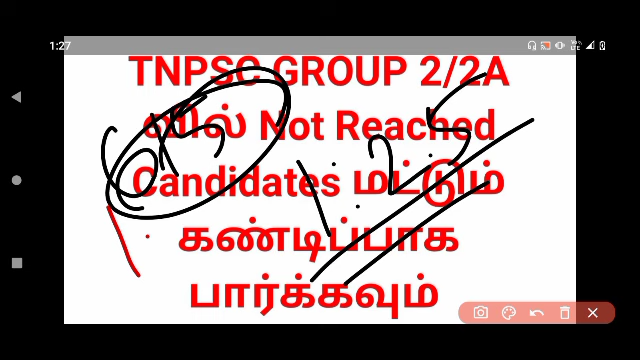 1:27
TNPSC GROUP 2/2A
வில் Not Reached
Candidates மட்டும்
கண்டிப்பாக
பார்க்கவும்